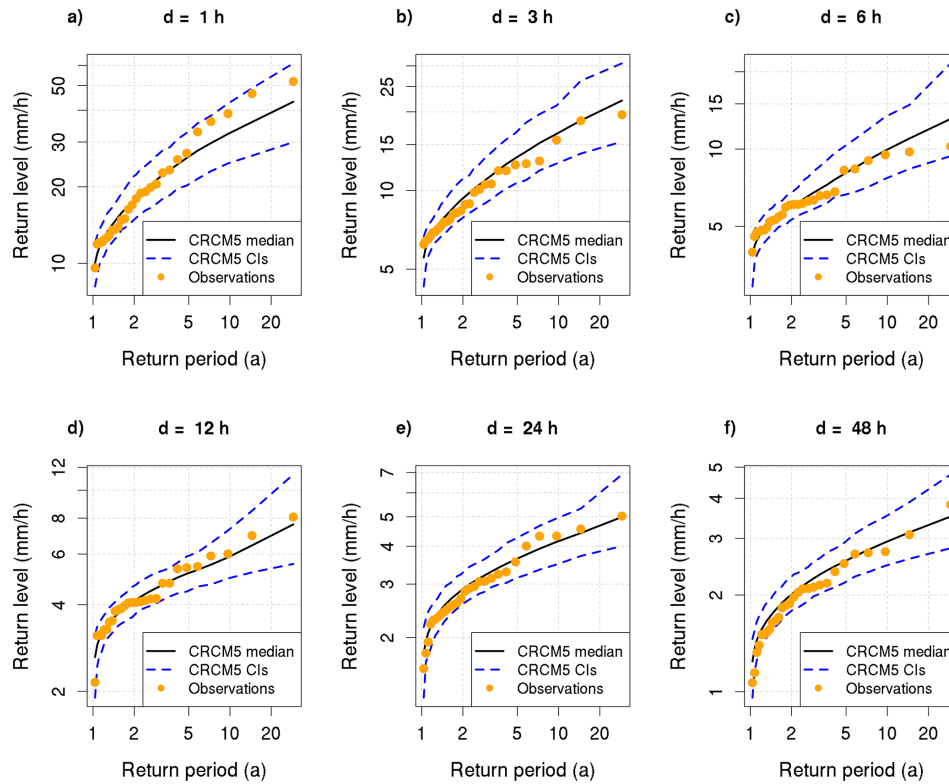 a) d = 1 h
Return level (mm/h)
50
30
20
10
1 2 5 10 20
Return period (a)
CRCM5 median
CRCM5 CIs
Observations
b) d = 3 h
Return level (mm/h)
25
15
10
5
1 2 5 10 20
Return period (a)
CRCM5 median
CRCM5 CIs
Observations
c) d = 6 h
Return level (mm/h)
15
10
5
1 2 5 10 20
Return period (a)
CRCM5 median
CRCM5 CIs
Observations
d) d = 12 h
Return level (mm/h)
12
8
6
4
2
1 2 5 10 20
Return period (a)
CRCM5 median
CRCM5 CIs
Observations
e) d = 24 h
Return level (mm/h)
7
5
4
3
2
1 2 5 10 20
Return period (a)
CRCM5 median
CRCM5 CIs
Observations
f) d = 48 h
Return level (mm/h)
5
4
3
2
1
1 2 5 10 20
Return period (a)
CRCM5 median
CRCM5 CIs
Observations